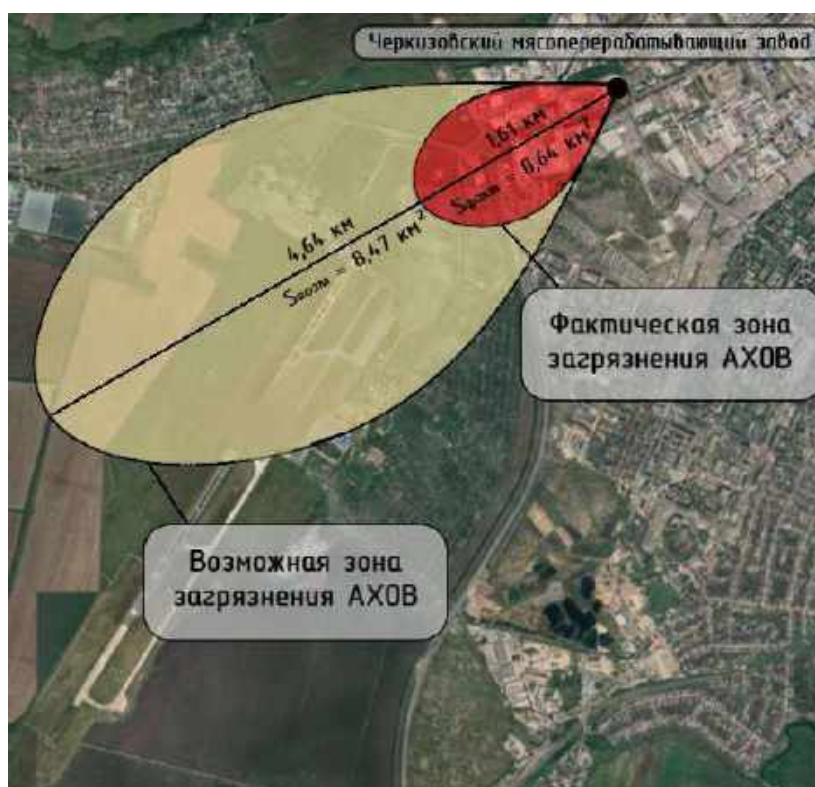 Черкизовский мясоперерабатывающий завод
1,61 км
Sвозм = 0,64 км²
4,64 км
Sвозм = 8,47 км²
Фактическая зона
загрязнения АХОВ
Возможная зона
загрязнения АХОВ